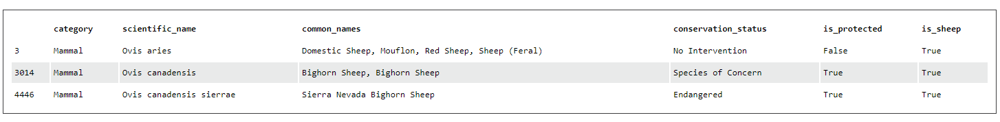 category scientific_name common_names conservation_status is_protected is_sheep
3 Mammal Ovis aries Domestic Sheep, Mouflon, Red Sheep, Sheep (Feral) No Intervention False True
3014 Mammal Ovis canadensis Bighorn Sheep, Bighorn Sheep Species of Concern True True
4446 Mammal Ovis canadensis sierrae Sierra Nevada Bighorn Sheep Endangered True True